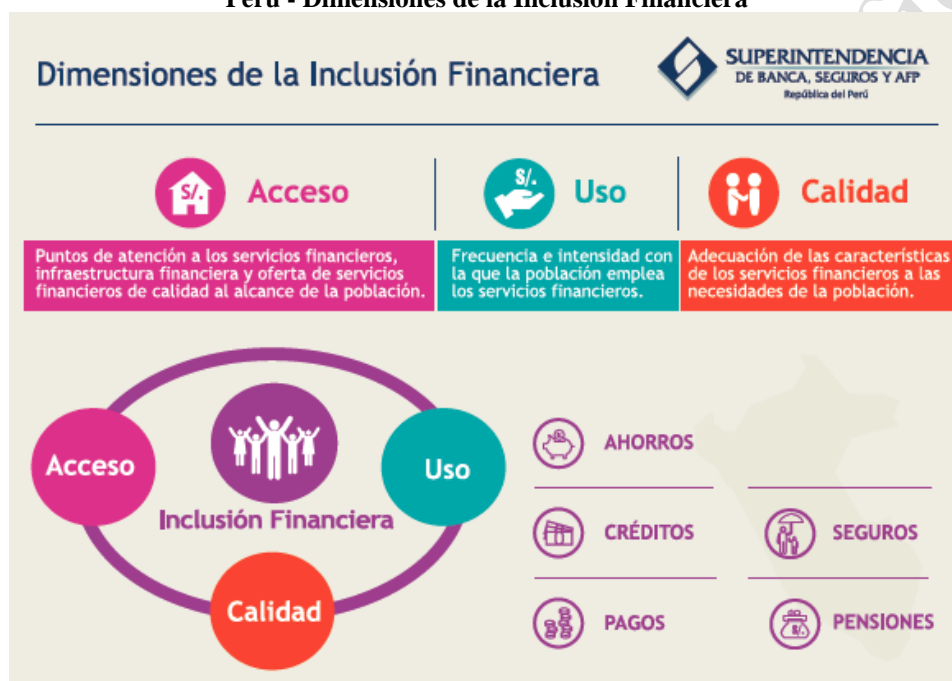 Perú - Dimensiones de la Inclusión Financiera
Dimensiones de la Inclusión Financiera
SUPERINTENDENCIA
DE BANCA, SEGUROS Y AFP
República del Perú
S/.
Acceso
S/.
Uso
Calidad
Puntos de atención a los servicios financieros,
infraestructura financiera y oferta de servicios
financieros de calidad al alcance de la población.
Frecuencia e intensidad con
la que la población emplea
los servicios financieros.
Adecuación de las características
de los servicios financieros a las
necesidades de la población.
Acceso
Uso
Inclusión Financiera
Calidad
AHORROS
CRÉDITOS
SEGUROS
PAGOS
PENSIONES